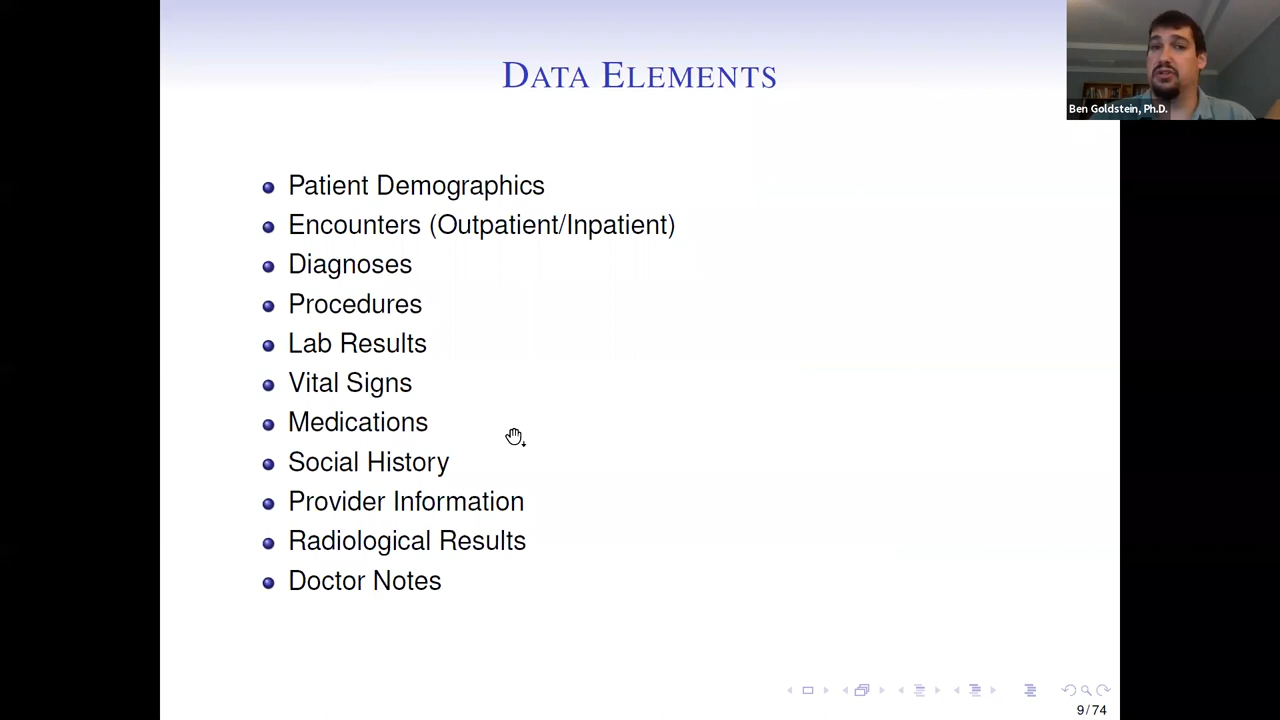 DATA ELEMENTS
Ben Goldstein, Ph.D.
Patient Demographics
Encounters (Outpatient/Inpatient)
Diagnoses
Procedures
Lab Results
Vital Signs
Medications
Social History
Provider Information
Radiological Results
Doctor Notes
9/74